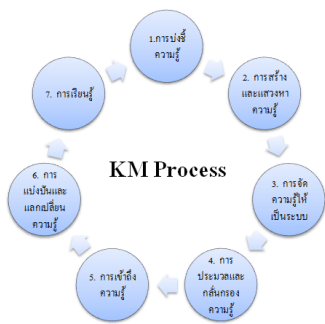 1.การบ่งชี้
ความรู้
2. การสร้าง
และแสวงหา
ความรู้
3. การจัด
ความรู้ให้
เป็นระบบ
4. การ
ประมวลและ
กลั่นกรอง
ความรู้
5. การเข้าถึง
ความรู้
6. การ
แบ่งปันและ
แลกเปลี่ยน
ความรู้
7. การเรียนรู้
KM Process